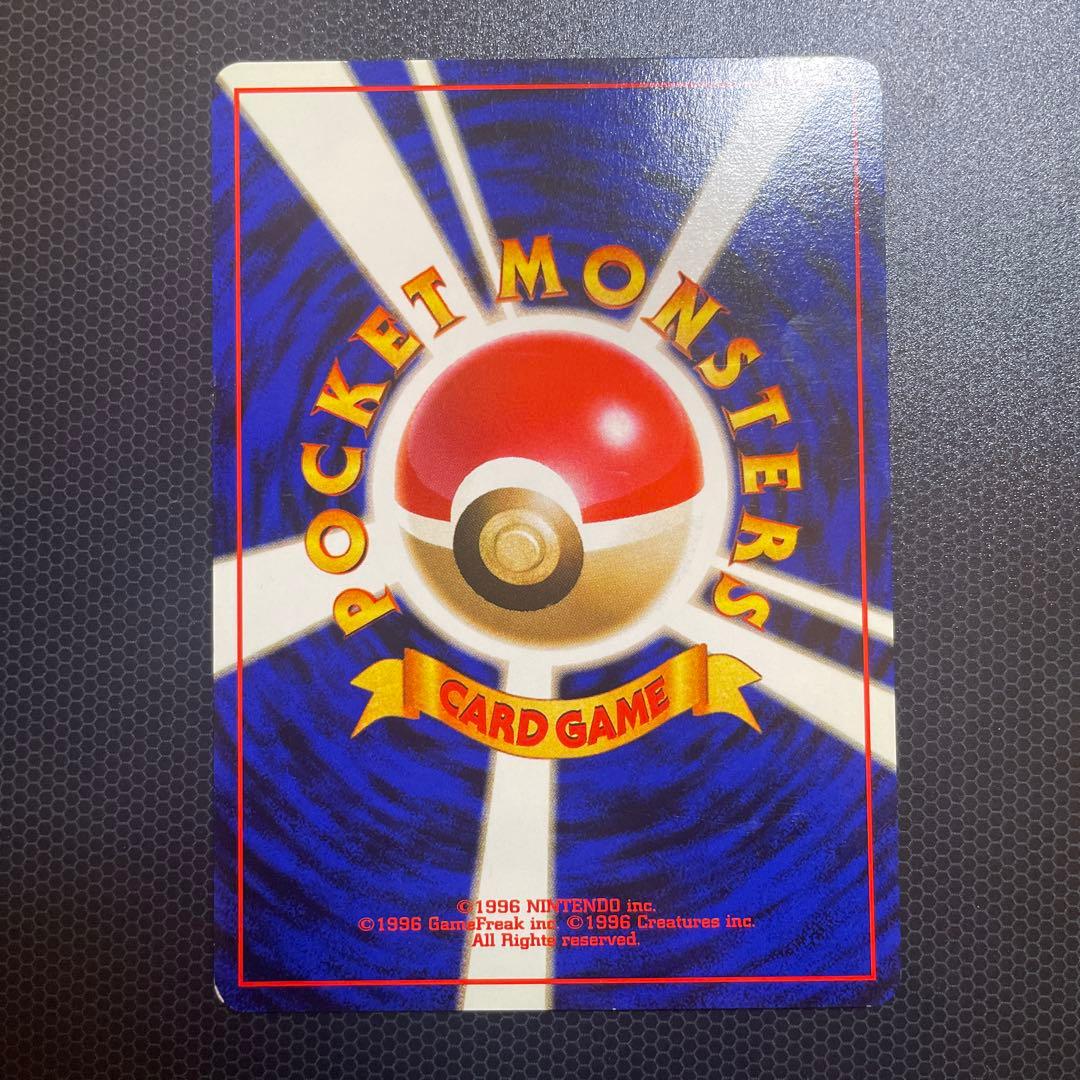 POCKET MONSTERS
CARD GAME
©1996 NINTENDO inc.
©1996 GameFreak inc. ©1996 Creatures inc.
All Rights reserved.